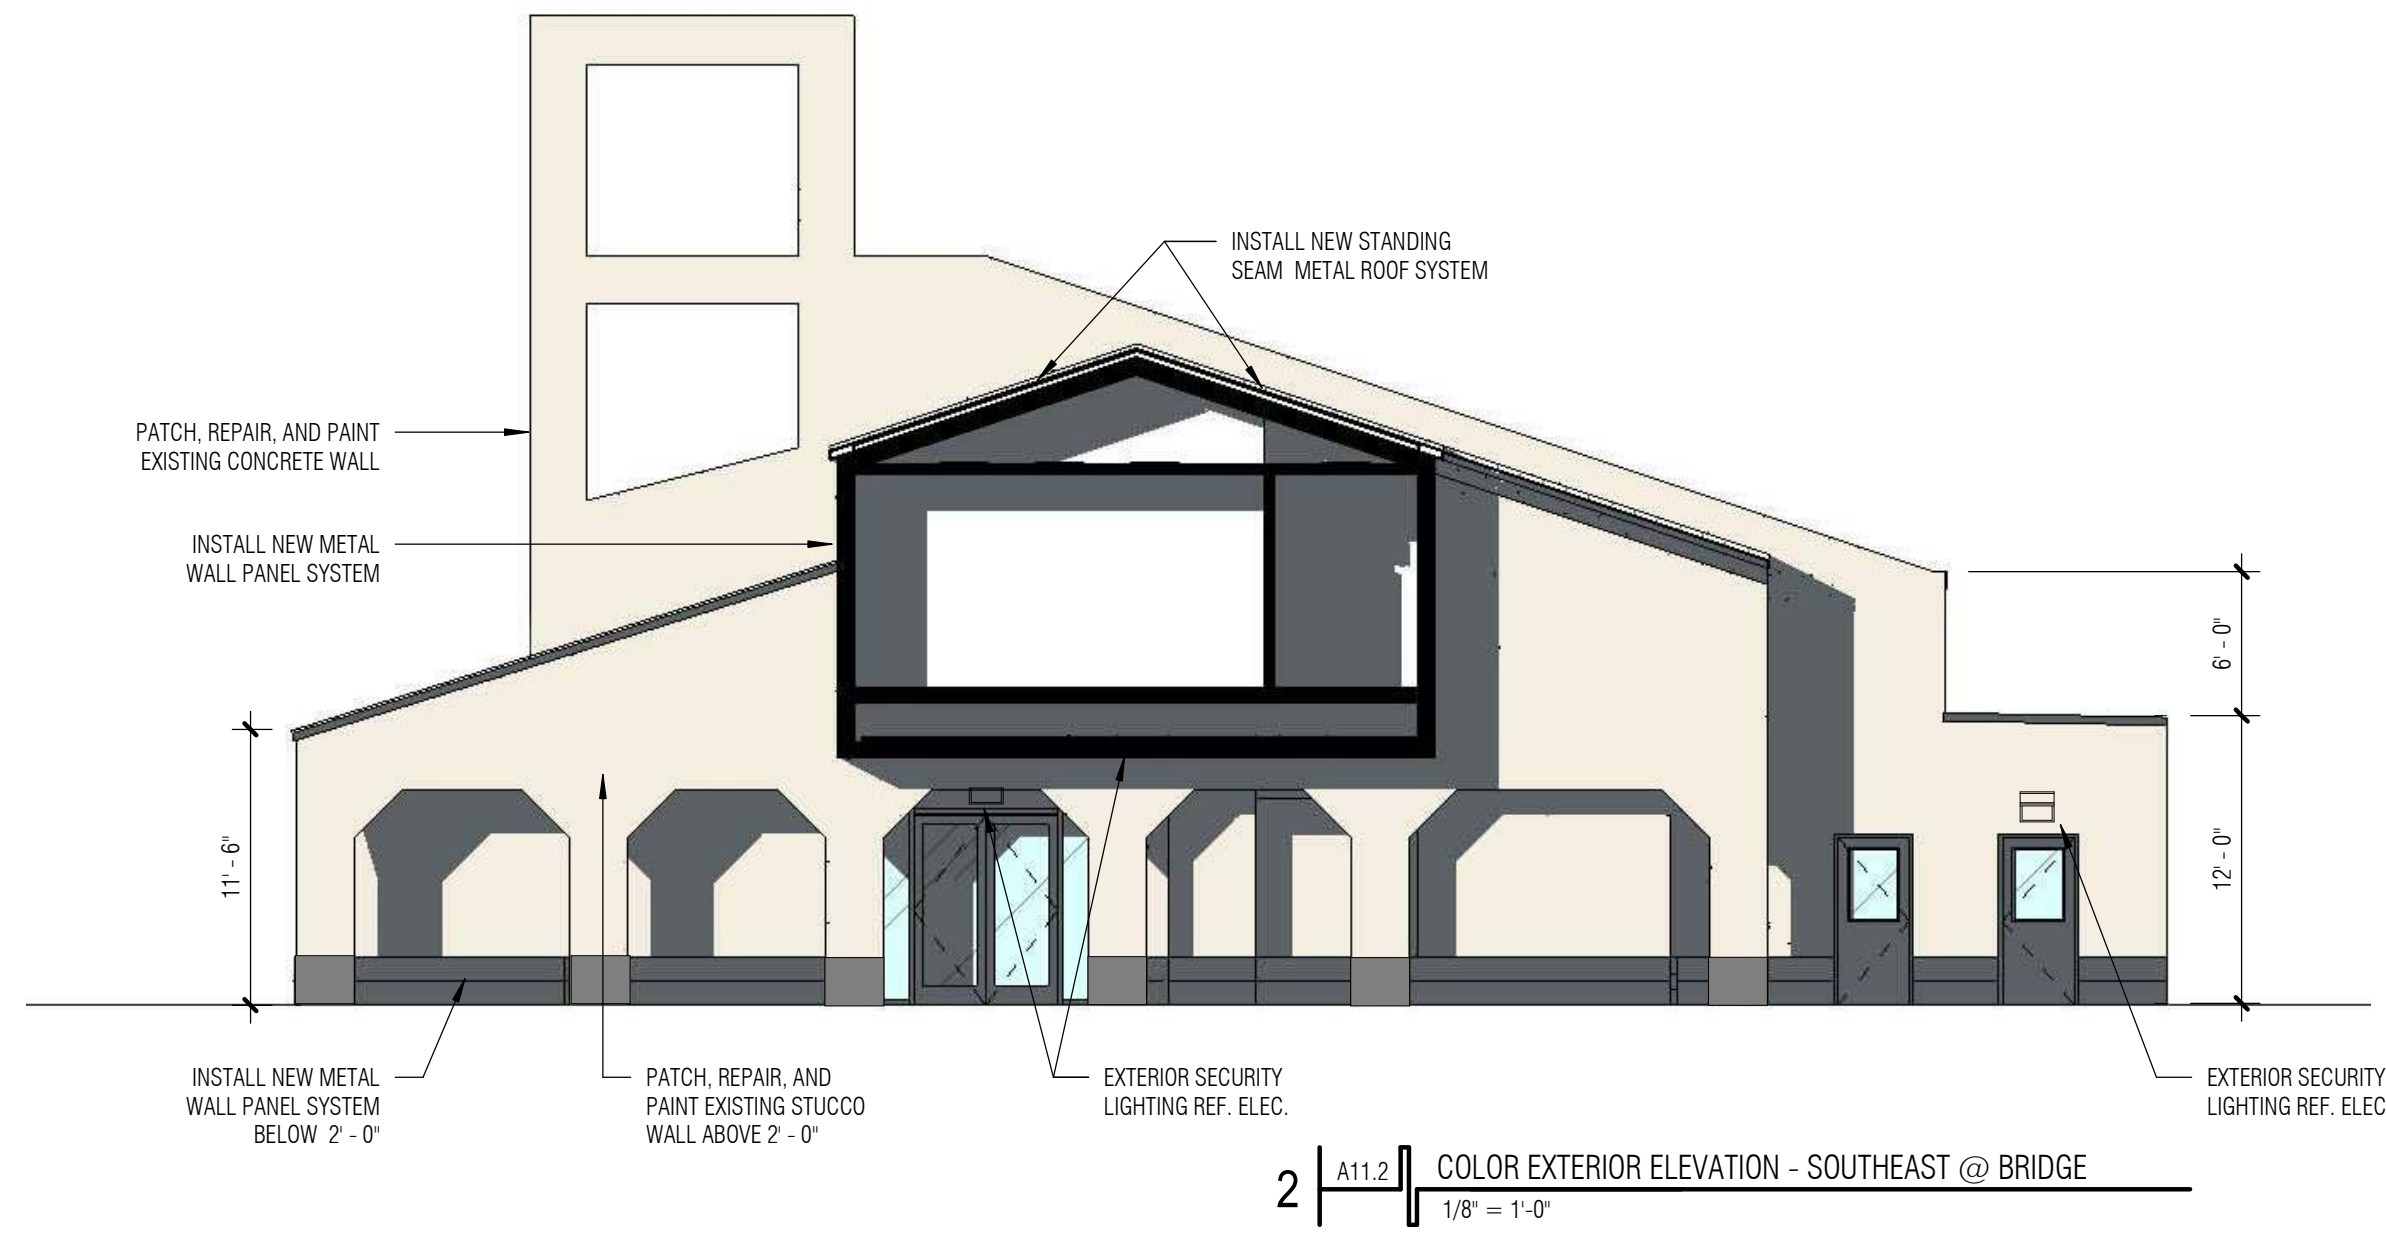 INSTALL NEW STANDING
SEAM METAL ROOF SYSTEM
PATCH, REPAIR, AND PAINT
EXISTING CONCRETE WALL
INSTALL NEW METAL
WALL PANEL SYSTEM
6' - 0"
11' - 6"
12' - 0"
INSTALL NEW METAL
WALL PANEL SYSTEM
BELOW 2' - 0"
PATCH, REPAIR, AND
PAINT EXISTING STUCCO
WALL ABOVE 2' - 0"
EXTERIOR SECURITY
LIGHTING REF. ELEC.
EXTERIOR SECURITY
LIGHTING REF. ELEC
2 A11.2 COLOR EXTERIOR ELEVATION - SOUTHEAST @ BRIDGE
1/8" = 1'-0"